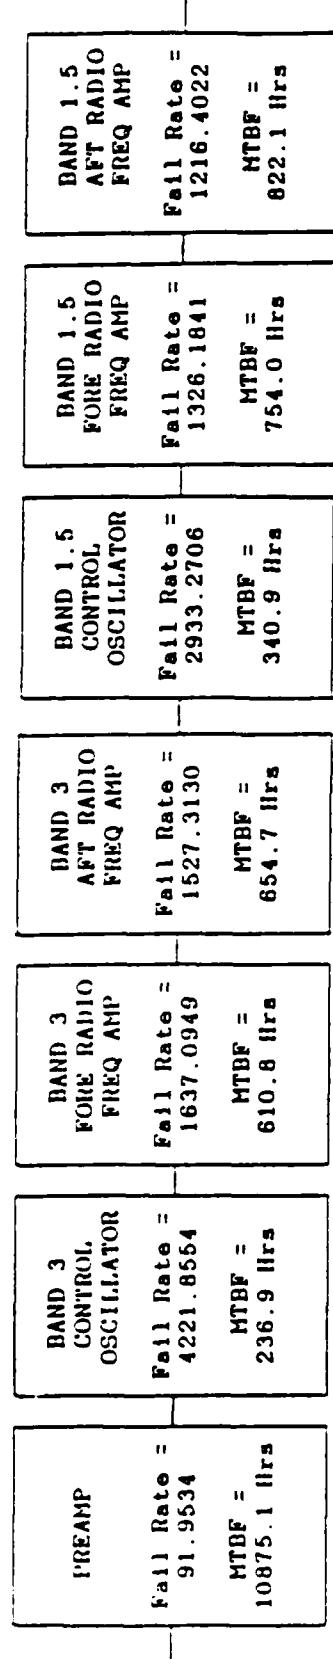 PREAMP
Fail Rate =
91.9534
MTBF =
10875.1 Hrs
BAND 3
CONTROL
OSCILLATOR
Fail Rate =
4221.8554
MTBF =
236.9 Hrs
BAND 3
FORE RADIO
FREQ AMP
Fail Rate =
1637.0949
MTBF =
610.8 Hrs
BAND 3
AFT RADIO
FREQ AMP
Fail Rate =
1527.3130
MTBF =
654.7 Hrs
BAND 1.5
CONTROL
OSCILLATOR
Fail Rate =
2933.2706
MTBF =
340.9 Hrs
BAND 1.5
FORE RADIO
FREQ AMP
Fail Rate =
1326.1841
MTBF =
754.0 Hrs
BAND 1.5
AFT RADIO
FREQ AMP
Fail Rate =
1216.4022
MTBF =
822.1 Hrs